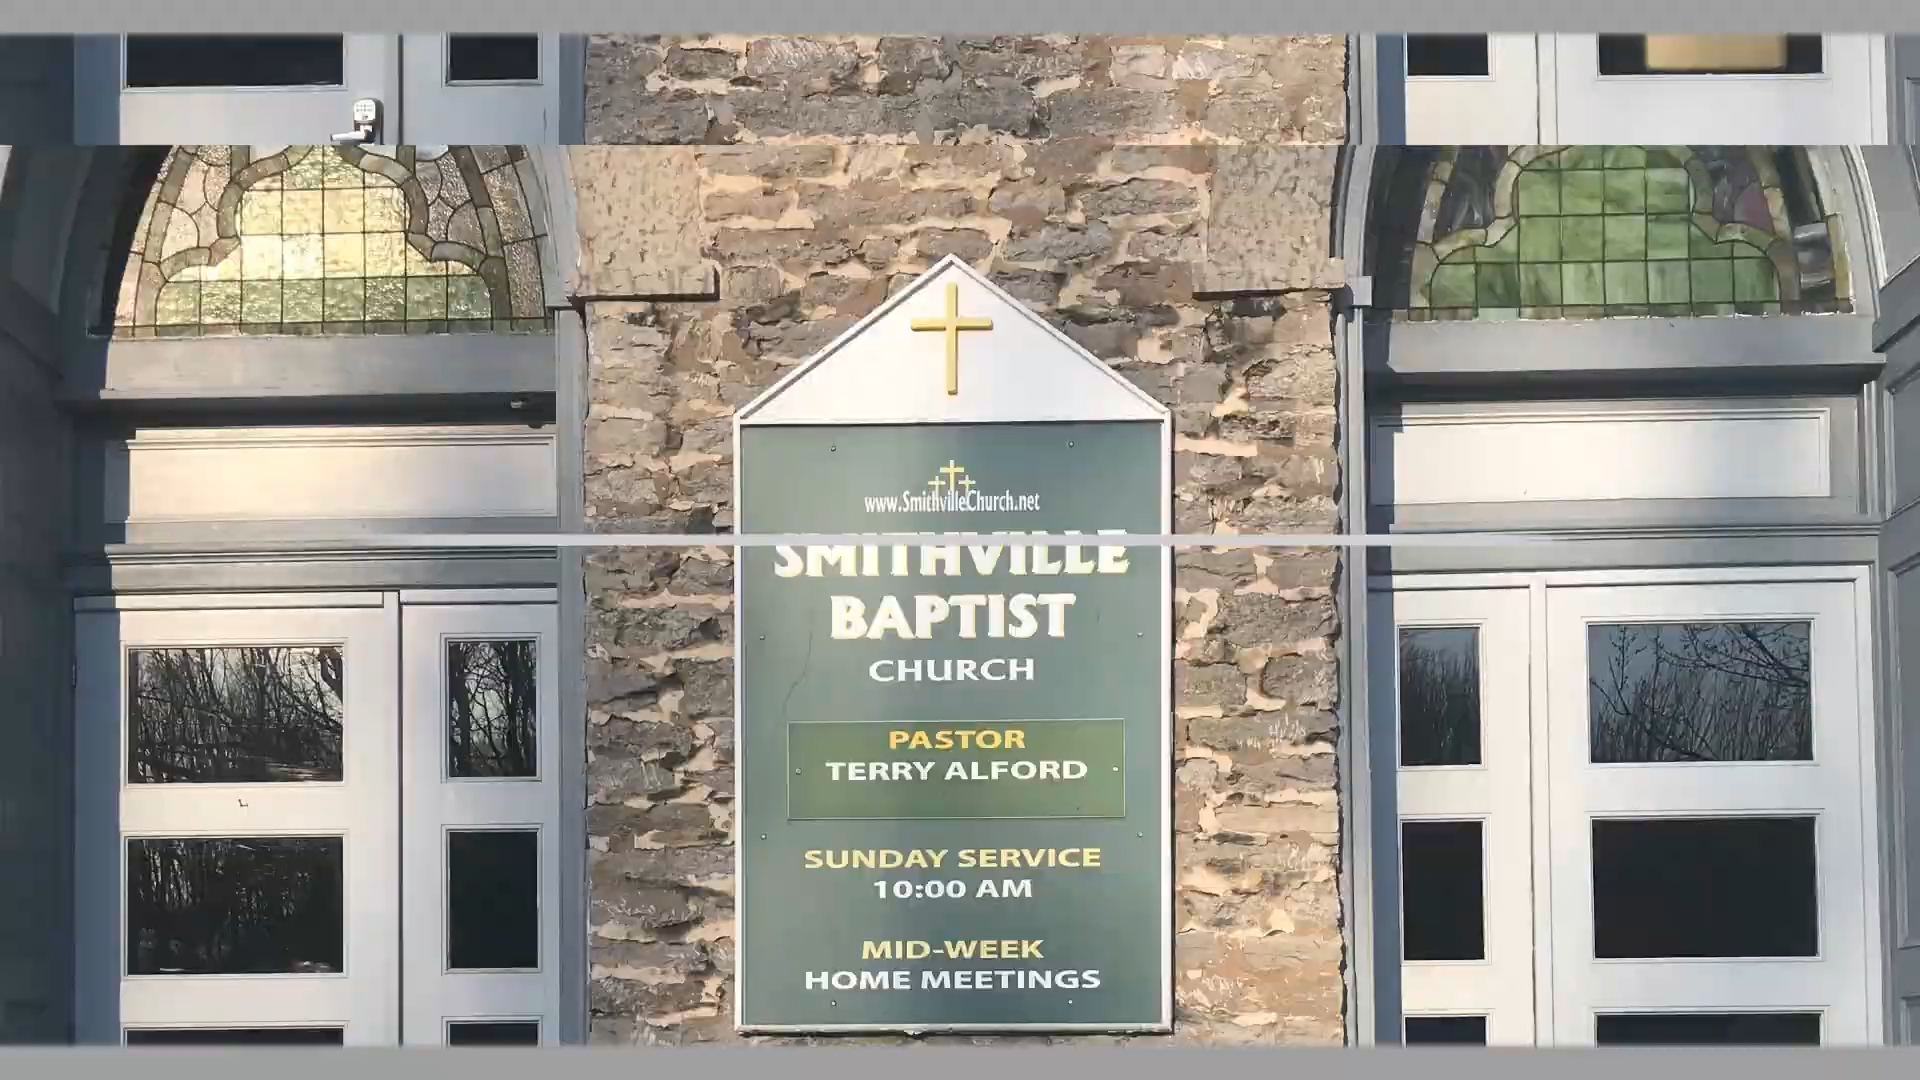 www.SmithvilleChurch.net
SMITHVILLE
BAPTIST
CHURCH
PASTOR
TERRY ALFORD
SUNDAY SERVICE
10:00 AM
MID-WEEK
HOME MEETINGS